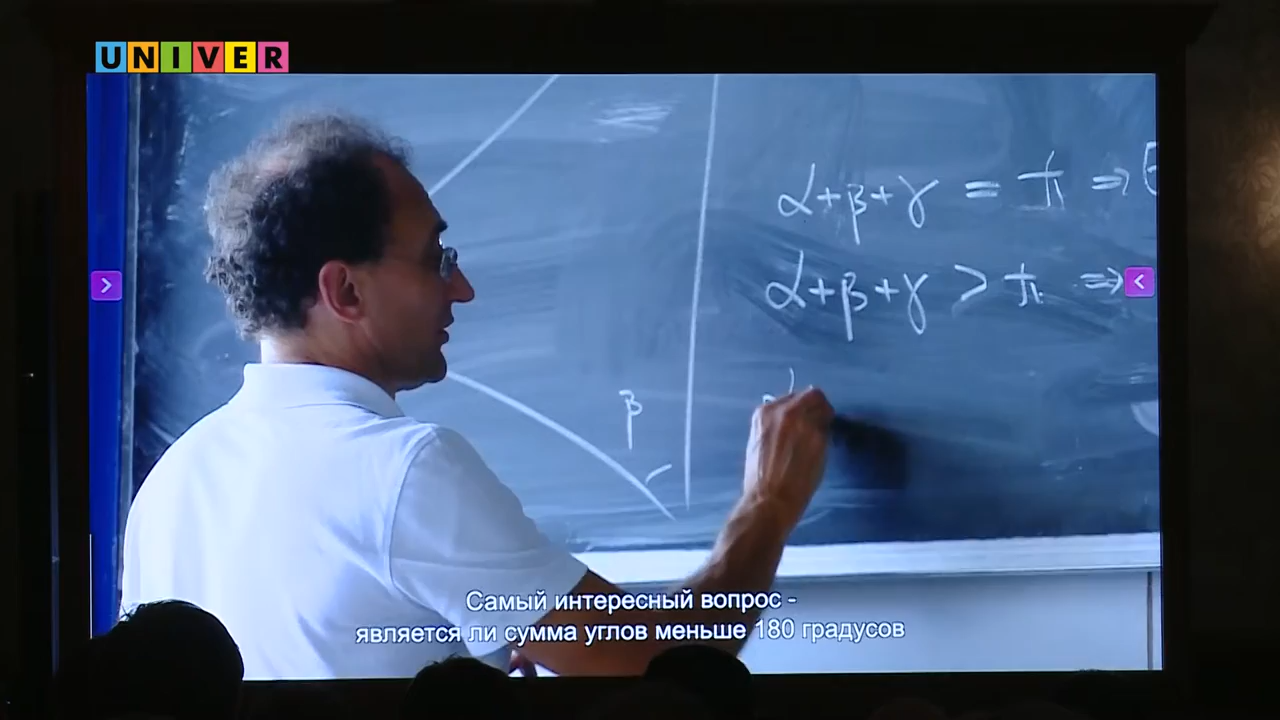 UNIVER
α+β+γ = π ⇒
α+β+γ > π ⇒
β
Самый интересный вопрос -
является ли сумма углов меньше 180 градусов